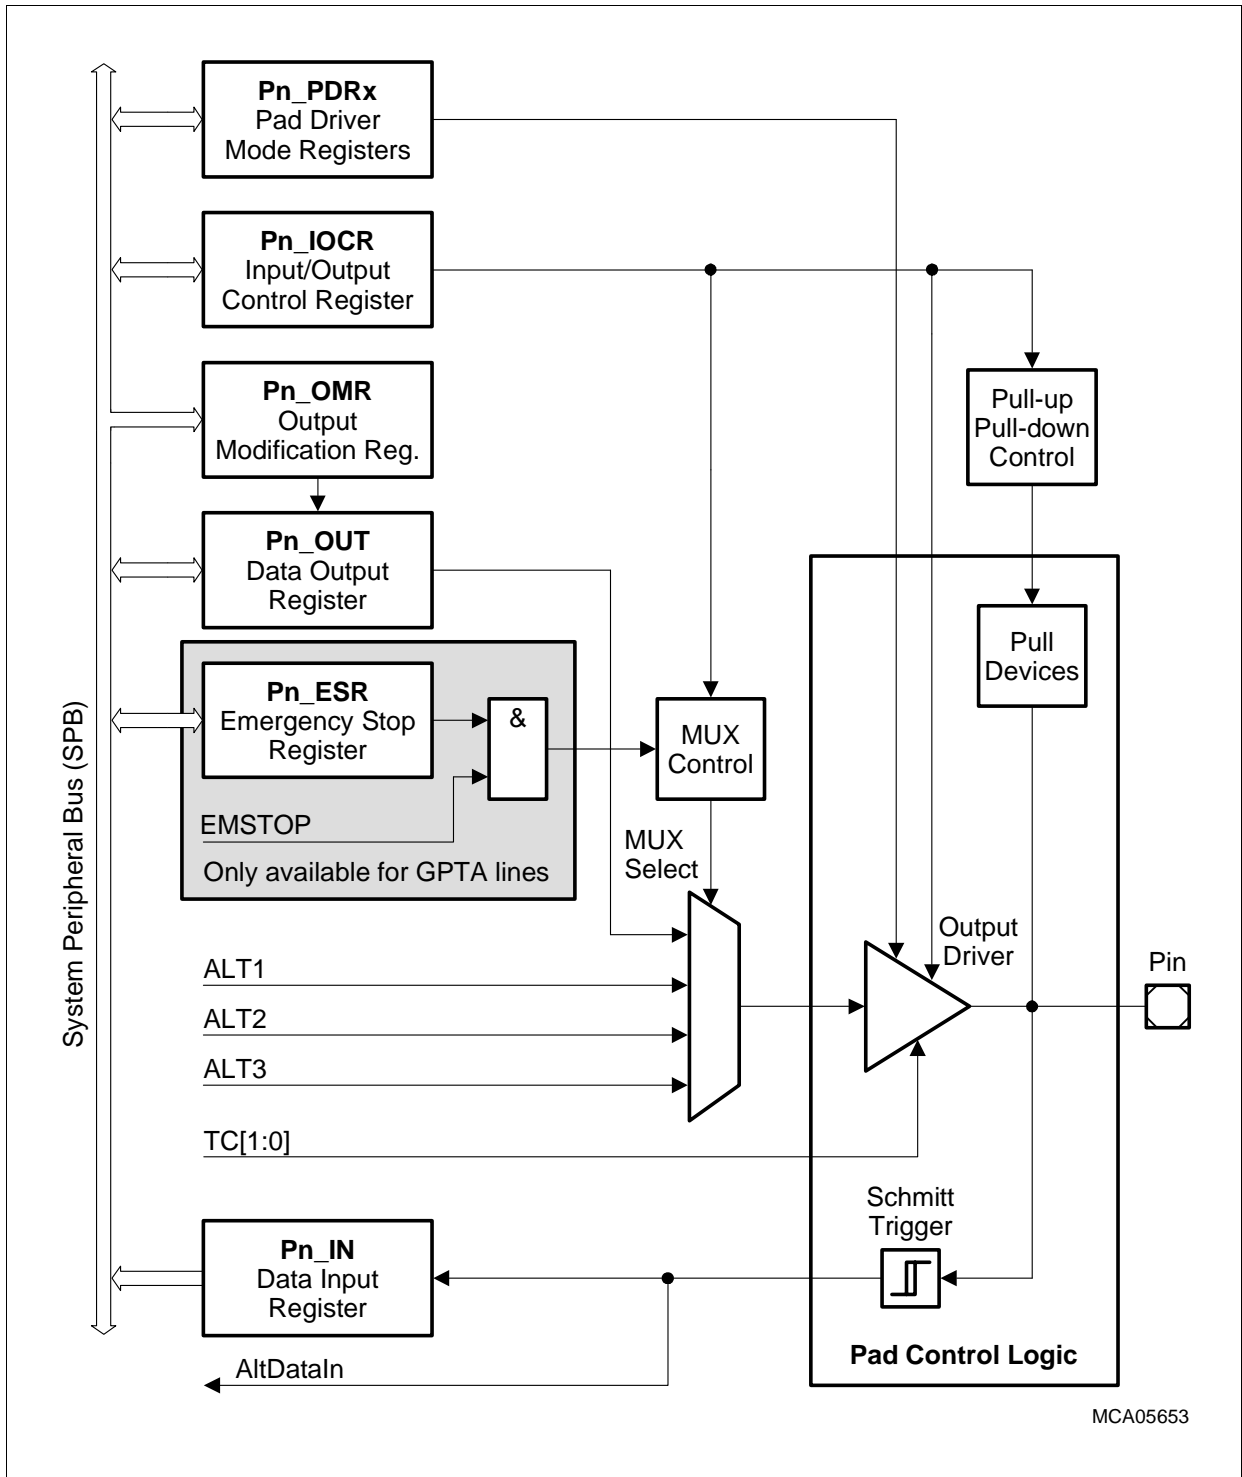 Pn_PDRx
Pad Driver
Mode Registers
Pn_IOCR
Input/Output
Control Register
Pn_OMR
Output
Modification Reg.
Pull-up
Pull-down
Control
Pn_OUT
Data Output
Register
Pull
Devices
Pn_ESR
Emergency Stop
Register
&
MUX
Control
EMSTOP
Only available for GPTA lines
MUX
Select
System Peripheral Bus (SPB)
Output
Driver
Pin
ALT1
ALT2
ALT3
TC[1:0]
Schmitt
Trigger
Pn_IN
Data Input
Register
Pad Control Logic
AltDataIn
MCA05653